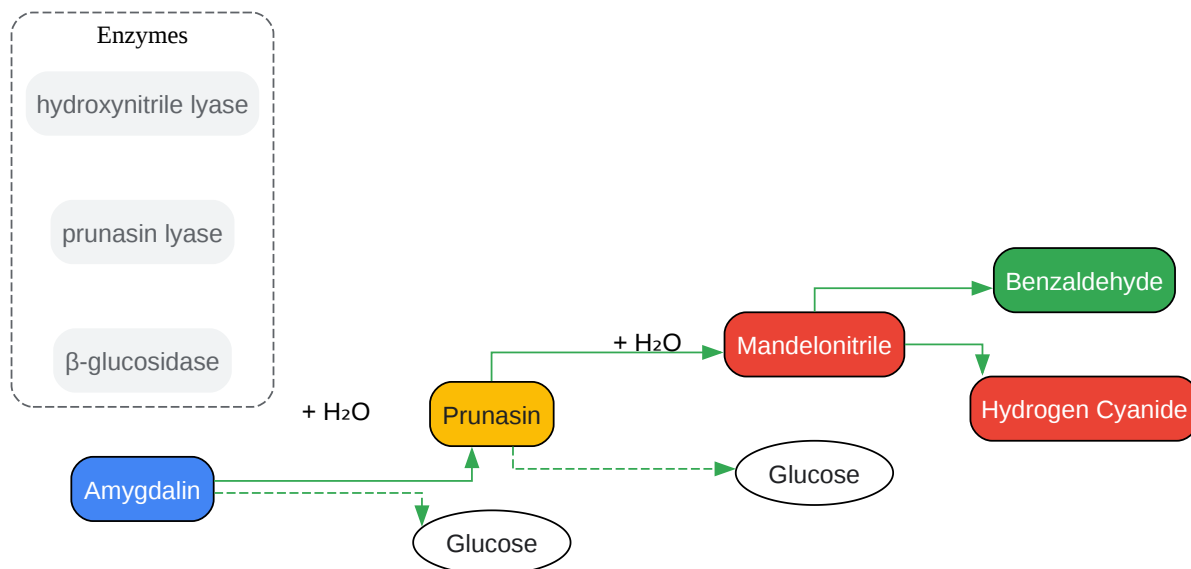 Enzymes
hydroxynitrile lyase
prunasin lyase
β-glucosidase
Benzaldehyde
+ H₂O
Mandelonitrile
+ H₂O
Prunasin
Hydrogen Cyanide
Amygdalin
Glucose
Glucose